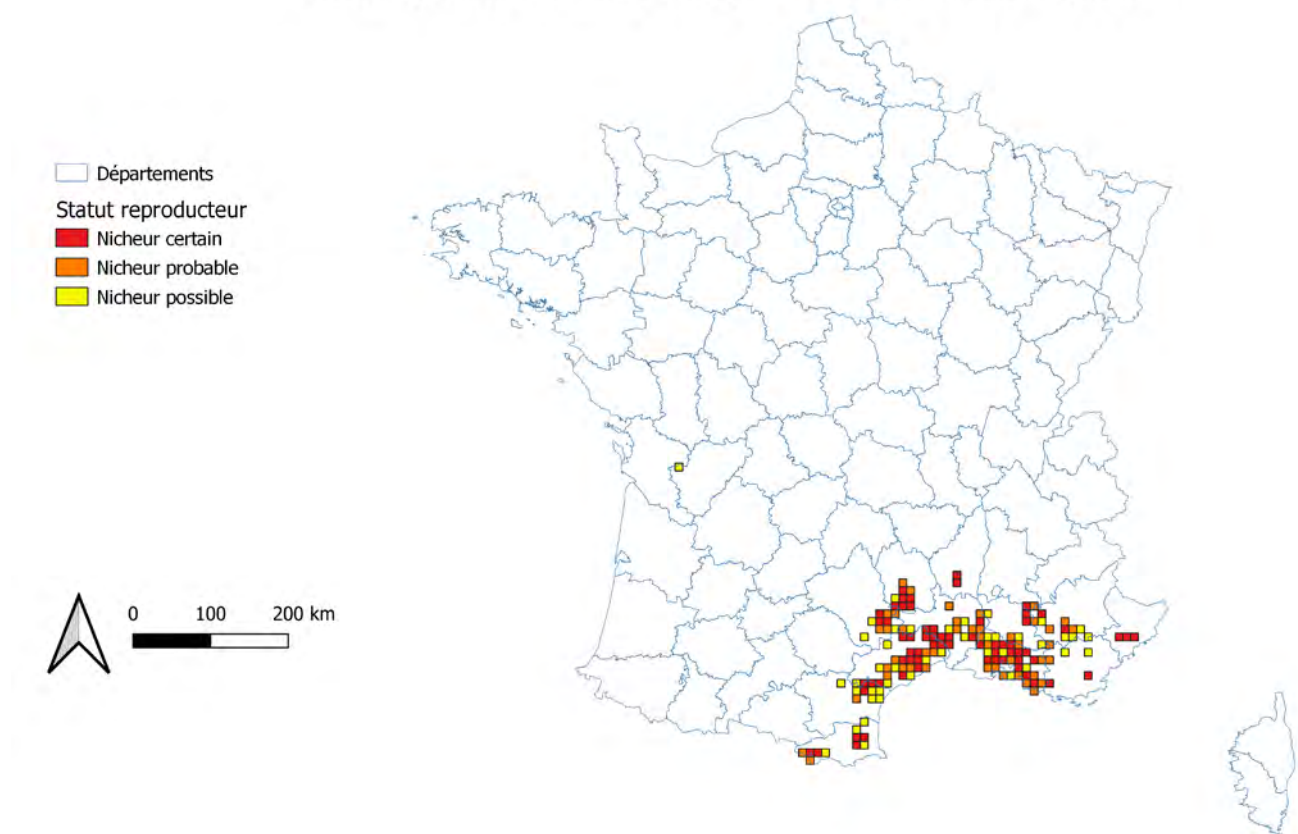 Départements
Statut reproducteur
Nicheur certain
Nicheur probable
Nicheur possible
0 100 200 km